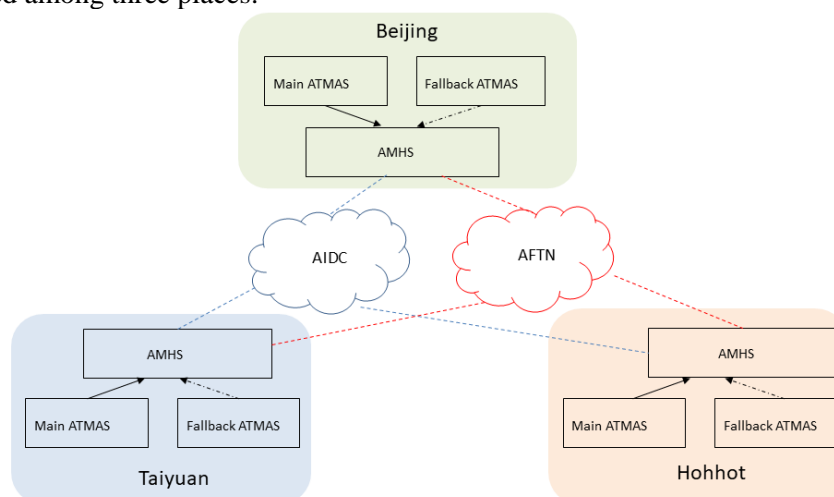 ed among three places.
Beijing
Main ATMAS
Fallback ATMAS
AMHS
AIDC
AFTN
AMHS
Main ATMAS
Fallback ATMAS
Taiyuan
AMHS
Main ATMAS
Fallback ATMAS
Hohhot